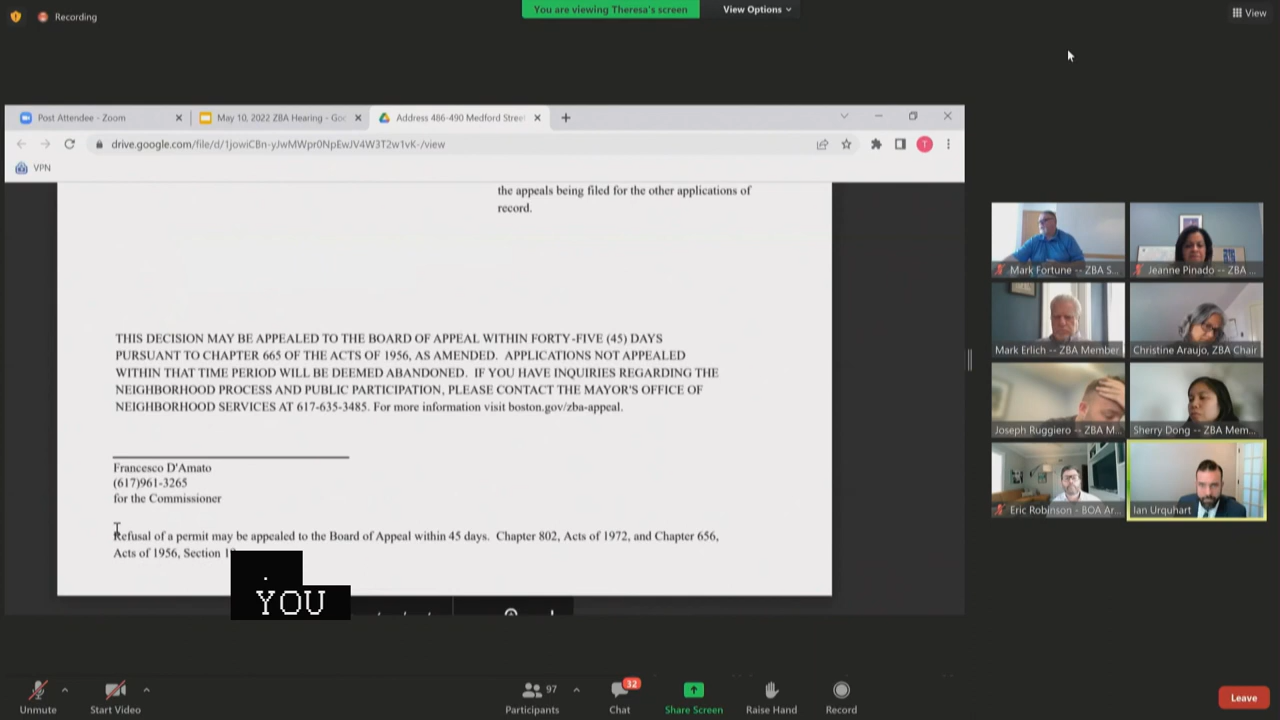 Recording
You are viewing Theresa's screen
View Options
View
Post Attendee - Zoom
May 10, 2022 ZBA Hearing - Goo
Address 486-490 Medford Street
drive.google.com/file/d/1jowiCBn-yJwMWpr0NpEwJV4W3T2w1vK-/view
T
VPN
the appeals being filed for the other applications of
record.
THIS DECISION MAY BE APPEALED TO THE BOARD OF APPEAL WITHIN FORTY-FIVE (45) DAYS
PURSUANT TO CHAPTER 665 OF THE ACTS OF 1956, AS AMENDED. APPLICATIONS NOT APPEALED
WITHIN THAT TIME PERIOD WILL BE DEEMED ABANDONED. IF YOU HAVE INQUIRIES REGARDING THE
NEIGHBORHOOD PROCESS AND PUBLIC PARTICIPATION, PLEASE CONTACT THE MAYOR'S OFFICE OF
NEIGHBORHOOD SERVICES AT 617-635-3485. For more information visit boston.gov/zba-appeal.
Francesco D'Amato
(617)961-3265
for the Commissioner
Refusal of a permit may be appealed to the Board of Appeal within 45 days. Chapter 802, Acts of 1972, and Chapter 656,
Acts of 1956, Section
.
YOU
Mark Fortune -- ZBA S...
Jeanne Pinado -- ZBA ...
Mark Erlich -- ZBA Member
Christine Araujo, ZBA Chair
Joseph Ruggiero -- ZBA M...
Sherry Dong -- ZBA Mem...
Eric Robinson - BOA Ar...
Ian Urquhart
Unmute
Start Video
97
Participants
32
Chat
Share Screen
Raise Hand
Record
Leave